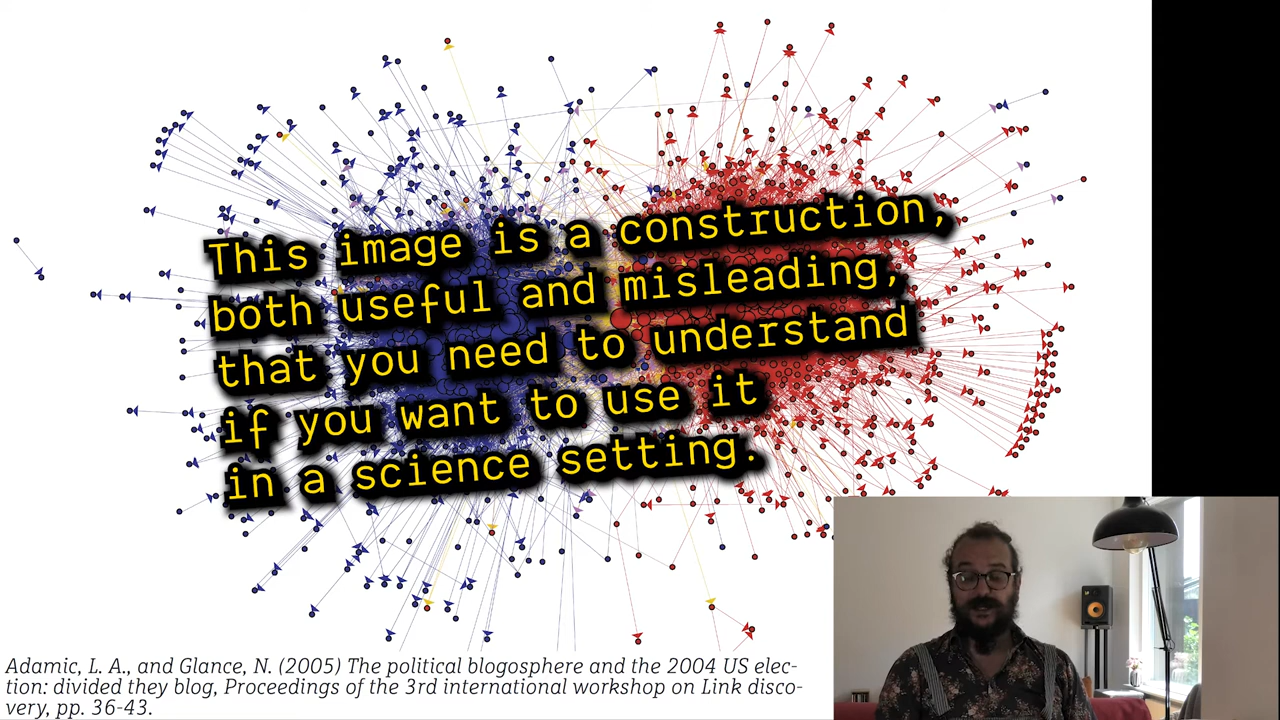 This image is a construction,
both useful and misleading,
that you need to understand
if you want to use it
in a science setting.
Adamic, L. A., and Glance, N. (2005) The political blogosphere and the 2004 US elec-
tion: divided they blog, Proceedings of the 3rd international workshop on Link disco-
very, pp. 36-43.